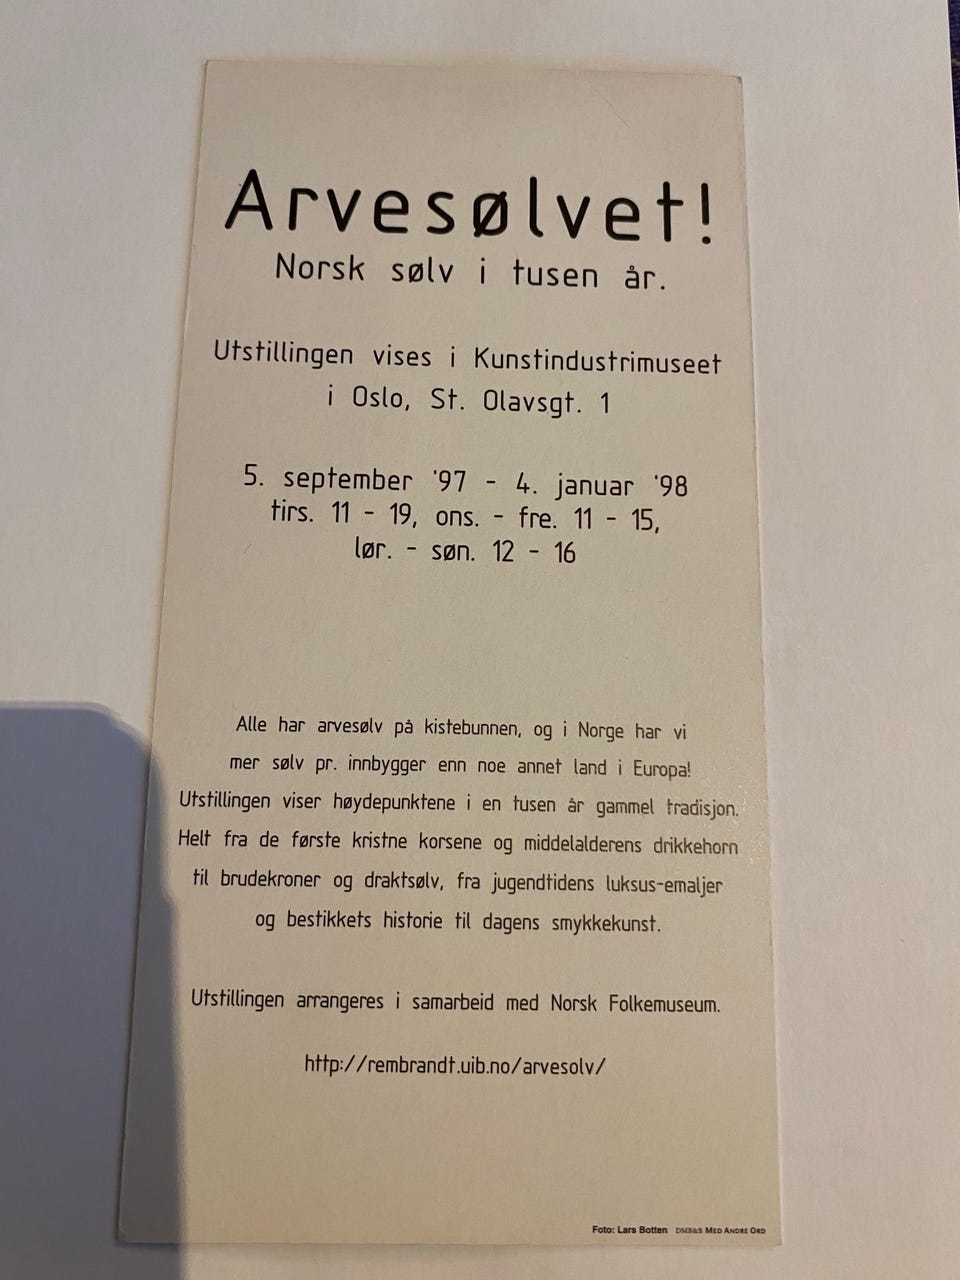 Arvesølvet!
Norsk sølv i tusen år.
Utstillingen vises i Kunstindustrimuseet
i Oslo, St. Olavsgt. 1
5. september '97 - 4. januar '98
tirs. 11 - 19, ons. - fre. 11 - 15,
lør. - søn. 12 - 16
Alle har arvesølv på kistebunnen, og i Norge har vi
mer sølv pr. innbygger enn noe annet land i Europa!
Utstillingen viser høydepunktene i en tusen år gammel tradisjon.
Helt fra de første kristne korsene og middelalderens drikkehorn
til brudekroner og draktsølv, fra jugendtidens luksus-emaljer
og bestikkets historie til dagens smykkekunst.
Utstillingen arrangeres i samarbeid med Norsk Folkemuseum.
http://rembrandt.uib.no/arvesolv/
Foto: Lars Botten DMB&B MED ANDRE ORD